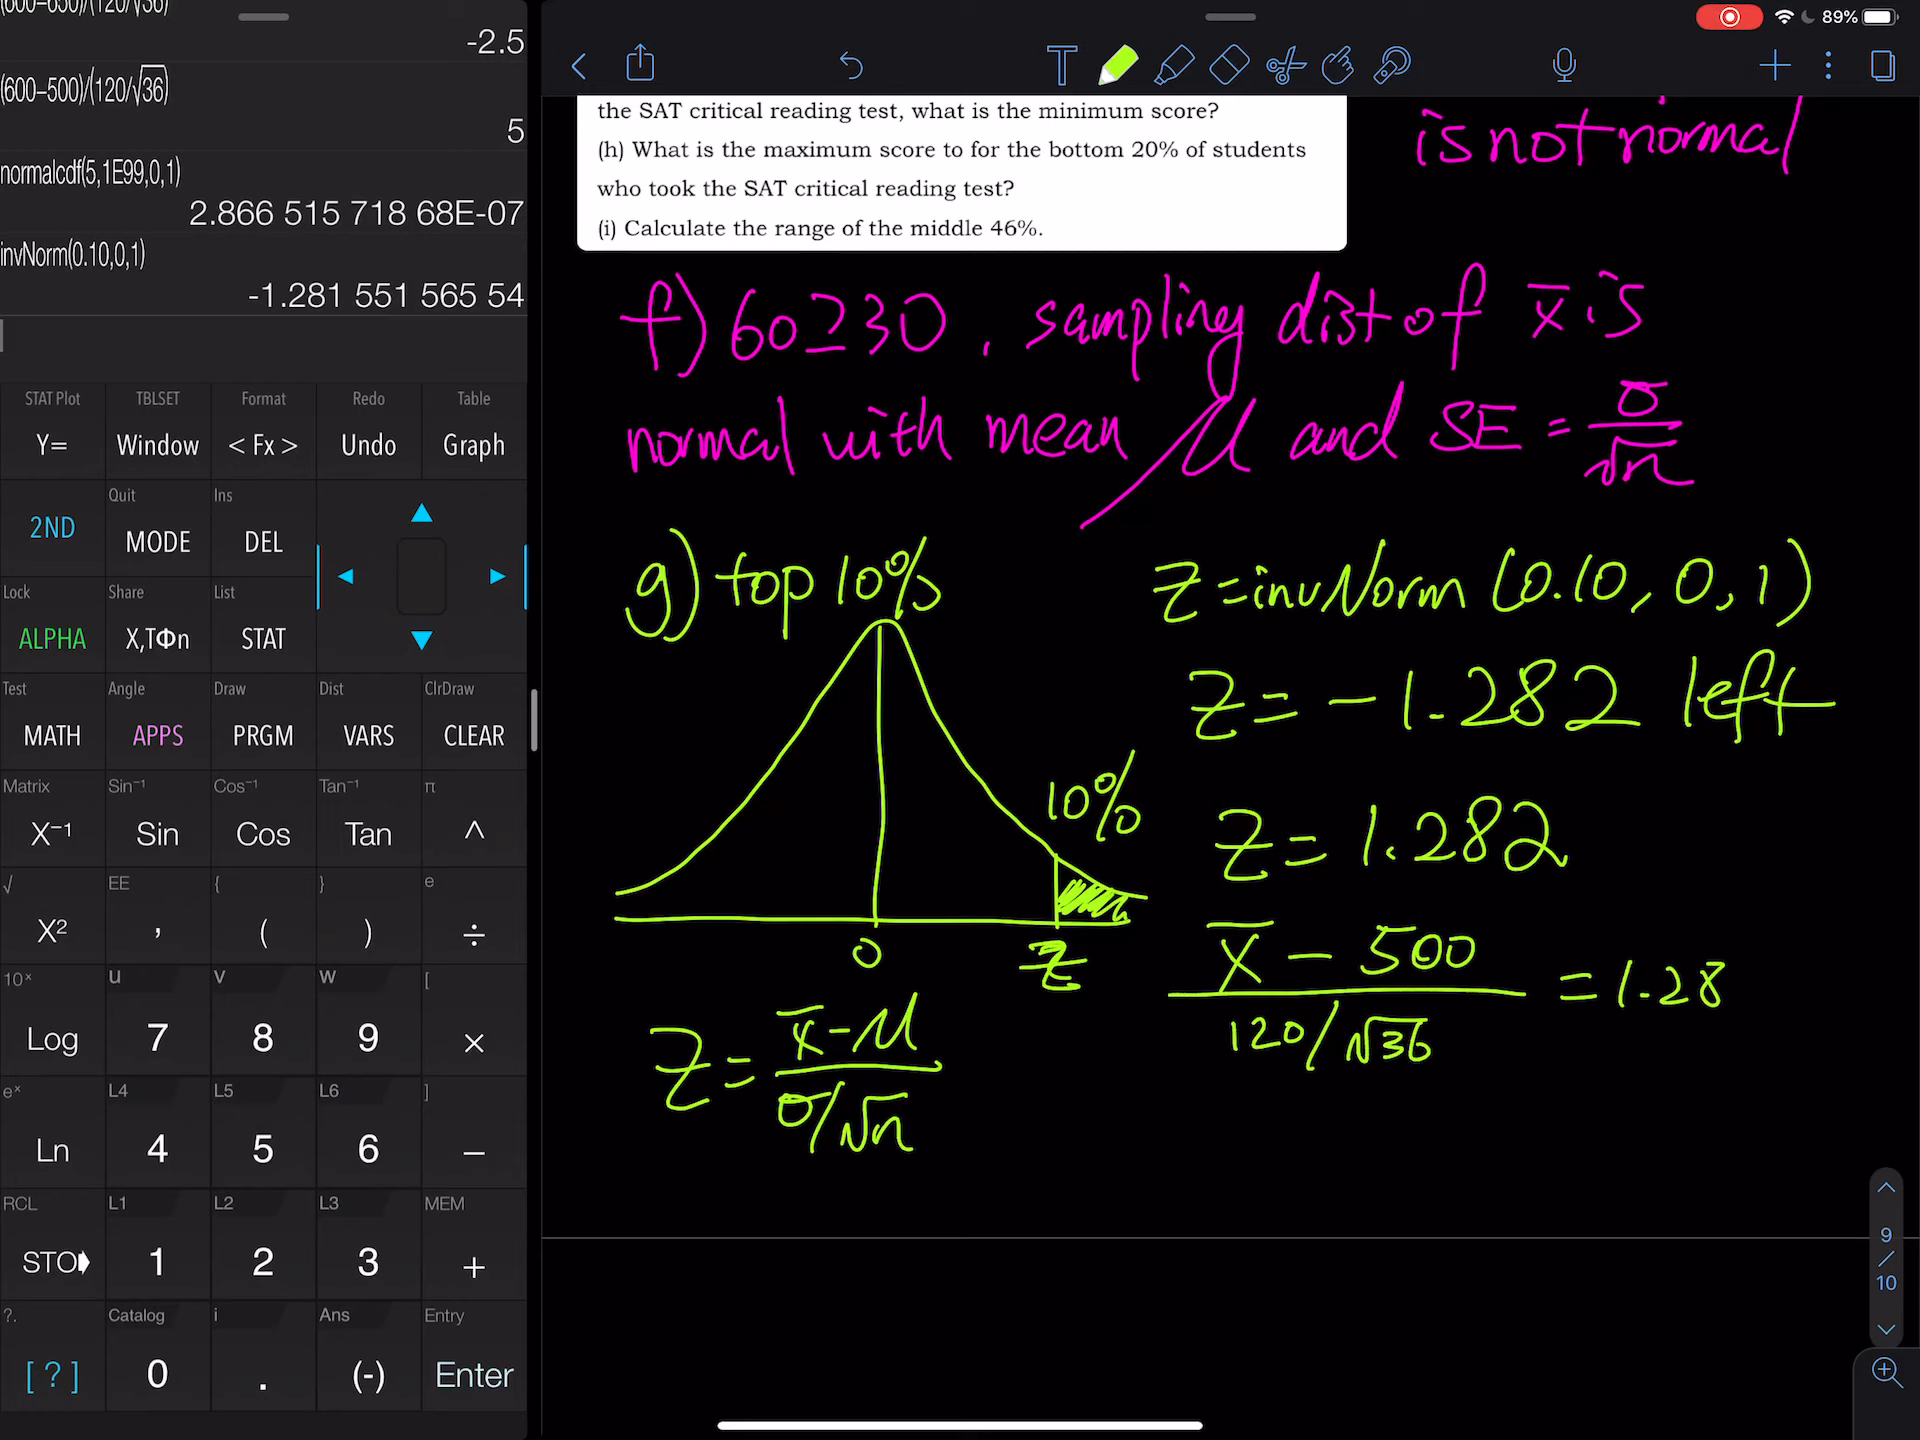 (600–650)/(120/√36)
-2.5
(600–500)/(120/√36)
5
normalcdf(5,1E99,0,1)
2.866 515 718 68E-07
invNorm(0.10,0,1)
-1.281 551 565 54
STAT Plot TBLSET Format Redo Table
Y= Window < Fx > Undo Graph
Quit Ins
2ND MODE DEL
Lock Share List
ALPHA X,TΦn STAT
Test Angle Draw Dist ClrDraw
MATH APPS PRGM VARS CLEAR
Matrix Sin⁻¹ Cos⁻¹ Tan⁻¹ π
X⁻¹ Sin Cos Tan ^
√ EE { } e
X² , ( ) ÷
10ˣ u v w [
Log 7 8 9 ×
eˣ L4 L5 L6 ]
Ln 4 5 6 –
RCL L1 L2 L3 MEM
STO 1 2 3 +
?. Catalog i Ans Entry
[ ? ] 0 . (-) Enter
89%
T
the SAT critical reading test, what is the minimum score?
(h) What is the maximum score to for the bottom 20% of students
who took the SAT critical reading test?
(i) Calculate the range of the middle 46%.
is not normal
f) 60≥30, sampling dist of x̄ is
normal with mean μ and SE = σ/√n
g) top 10%
z=invNorm (0.10, 0, 1)
z= -1.282 left
10%
z= 1.282
0 z
x̄ – 500
120/√36
= 1.28
z= x̄-μ
σ/√n
9
/
10